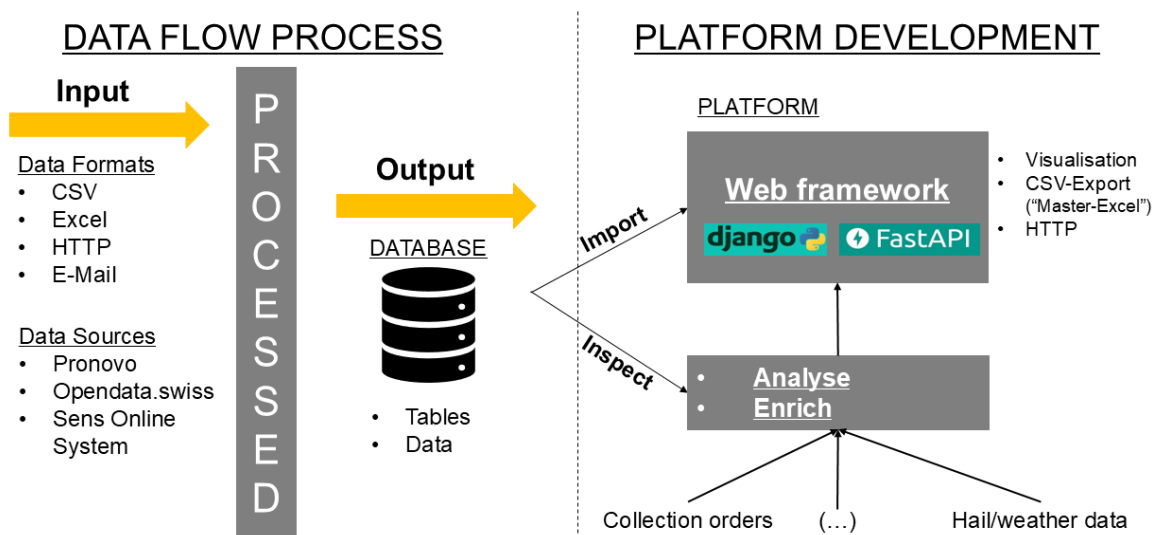 DATA FLOW PROCESS
Input
Data Formats
• CSV
• Excel
• HTTP
• E-Mail
Data Sources
• Pronovo
• Opendata.swiss
• Sens Online
System
PROCESSED
Output
DATABASE
• Tables
• Data
PLATFORM DEVELOPMENT
PLATFORM
Web framework
django
FastAPI
• Visualisation
• CSV-Export
(“Master-Excel”)
• HTTP
Import
Inspect
• Analyse
• Enrich
Collection orders
(…)
Hail/weather data